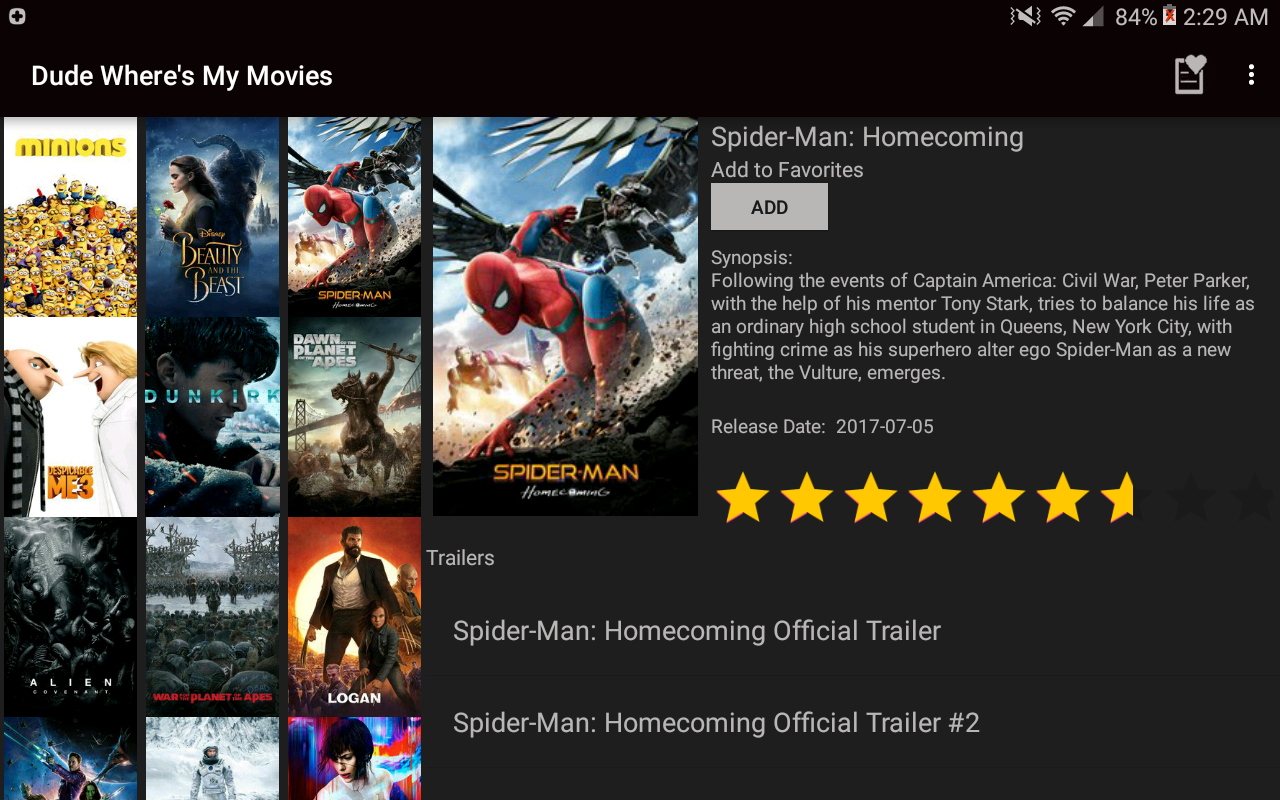 84% 2:29 AM
Dude Where's My Movies
MINIONS
Disney
BEAUTY
AND THE
BEAST
SPIDER-MAN
HOMECOMING
DESPICABLE
ME3
DUNKIRK
DAWN OF THE
PLANET OF THE
APES
ALIEN
COVENANT
WAR FOR THE PLANET OF THE APES
LOGAN
SPIDER-MAN
HOMECOMING
Spider-Man: Homecoming
Add to Favorites
ADD
Synopsis:
Following the events of Captain America: Civil War, Peter Parker,
with the help of his mentor Tony Stark, tries to balance his life as
an ordinary high school student in Queens, New York City, with
fighting crime as his superhero alter ego Spider-Man as a new
threat, the Vulture, emerges.
Release Date: 2017-07-05
Trailers
Spider-Man: Homecoming Official Trailer
Spider-Man: Homecoming Official Trailer #2